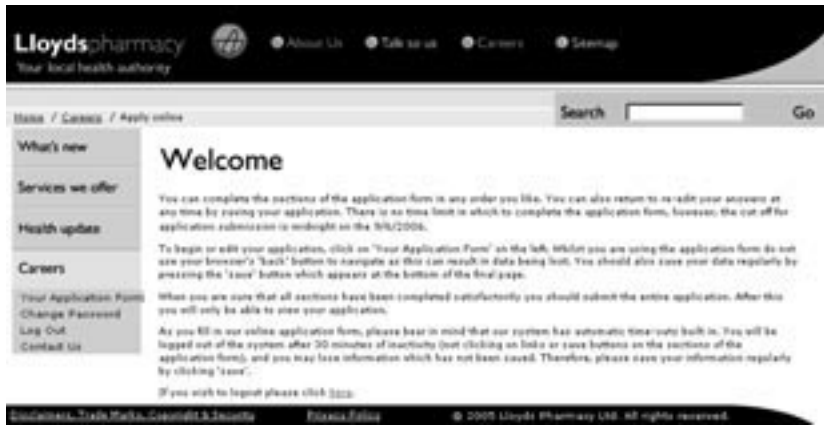 Lloydspharmacy
Your local health authority
About Us
Talk to us
Careers
Sitemap
Home / Careers / Apply online
Search
Go
What's new
Services we offer
Health update
Careers
Your Application Form
Change Password
Log Out
Contact Us
Welcome
You can complete the sections of the application form in any order you like. You can also return to re-edit your answers at
any time by saving your application. There is no time limit in which to complete the application form, however, the cut off for
application submission is midnight on the 9/6/2006.
To begin or edit your application, click on 'Your Application Form' on the left. Whilst you are using the application form do not
use your browser's 'back' button to navigate as this can result in data being lost. You should also save your data regularly by
pressing the 'save' button which appears at the bottom of the final page.
When you are sure that all sections have been completed satisfactorily you should submit the entire application. After this
you will only be able to view your application.
As you fill in our online application form, please bear in mind that our system has automatic time-outs built in. You will be
logged out of the system after 30 minutes of inactivity (not clicking on links or save buttons on the sections of the
application form), and you may lose information which has not been saved. Therefore, please save your information regularly
by clicking 'save'.
If you wish to logout please click here.
Disclaimers, Trade Marks, Copyright & Security
Privacy Policy
© 2005 Lloyds Pharmacy Ltd. All rights reserved.